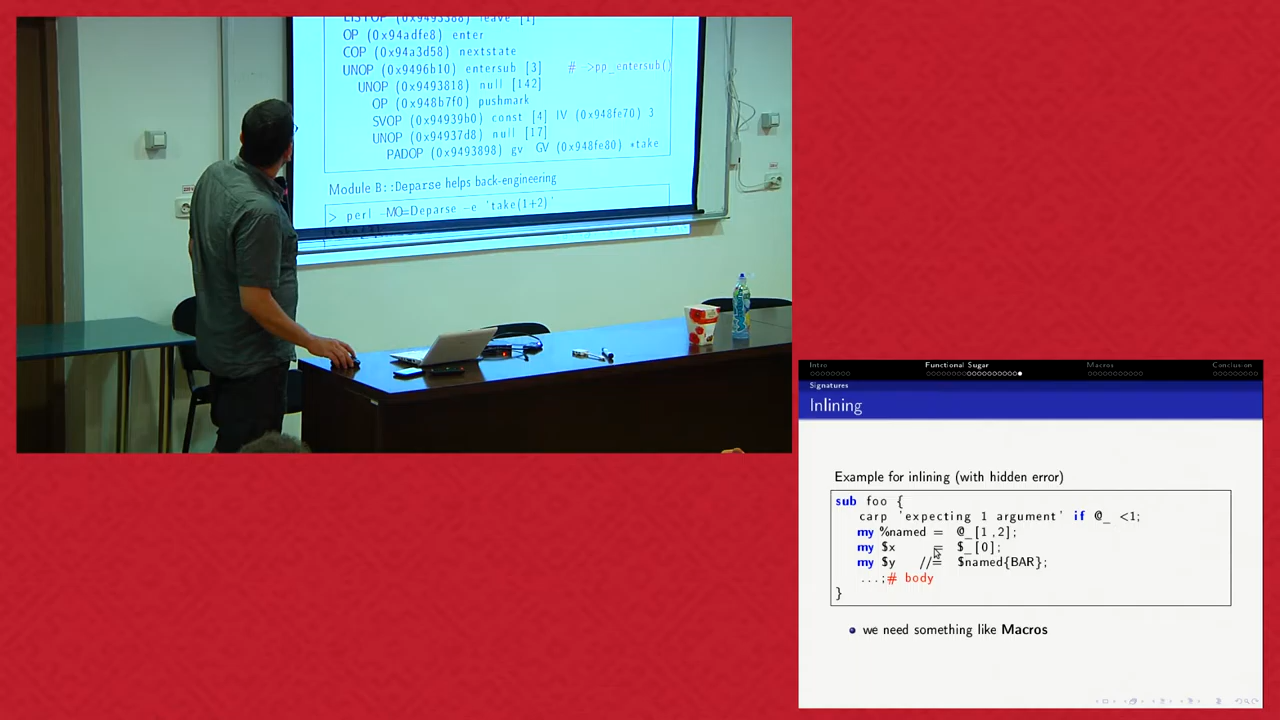 LISTOP (0x9493388) leave [1]
OP (0x94adfe8) enter
COP (0x94a3d58) nextstate
UNOP (0x9496b10) entersub [3] # ->pp_entersub()
UNOP (0x9493818) null [142]
OP (0x948b7f0) pushmark
SVOP (0x94939b0) const [4] IV (0x948fe70) 3
UNOP (0x94937d8) null [17]
PADOP (0x9493898) gv GV (0x948fe80) *take
Module B::Deparse helps back-engineering
> perl -MO=Deparse -e 'take(1+2)'
Intro Functional Sugar Macros Conclusion
Signatures
Inlining
Example for inlining (with hidden error)
sub foo {
carp 'expecting 1 argument' if @_ <1;
my %named = @_[1,2];
my $x = $_[0];
my $y //= $named{BAR};
...;# body
}
we need something like Macros